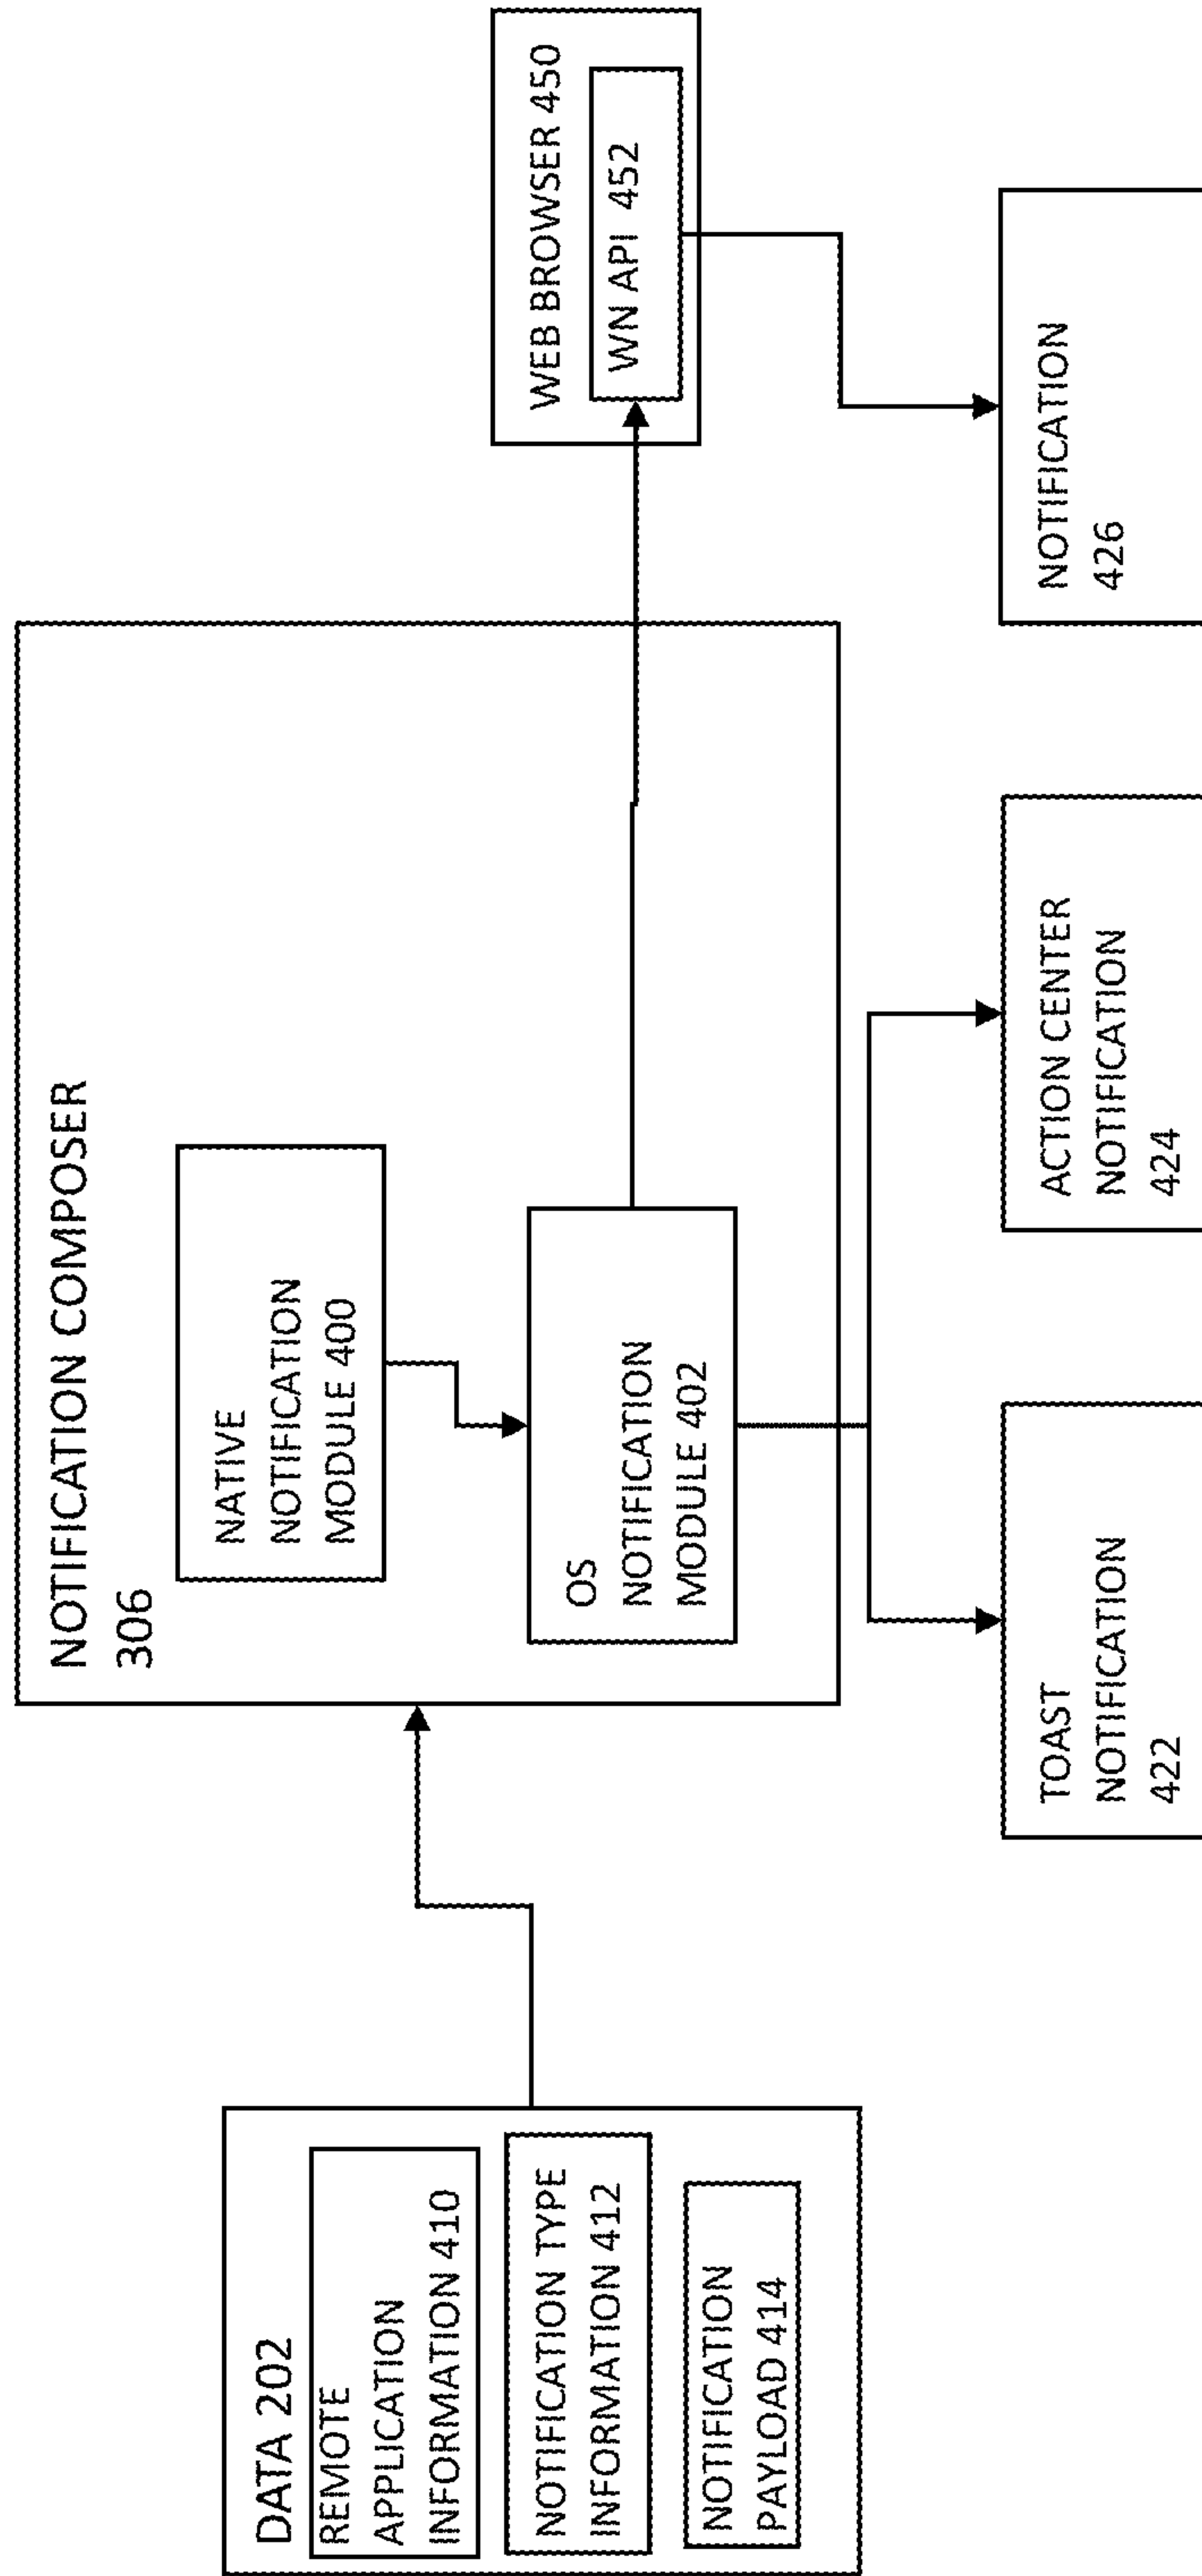 DATA 202
REMOTE
APPLICATION
INFORMATION 410
NOTIFICATION TYPE
INFORMATION 412
NOTIFICATION
PAYLOAD 414
NOTIFICATION COMPOSER
306
NATIVE
NOTIFICATION
MODULE 400
OS
NOTIFICATION
MODULE 402
WEB BROWSER 450
WN API 452
TOAST
NOTIFICATION
422
ACTION CENTER
NOTIFICATION
424
NOTIFICATION
426